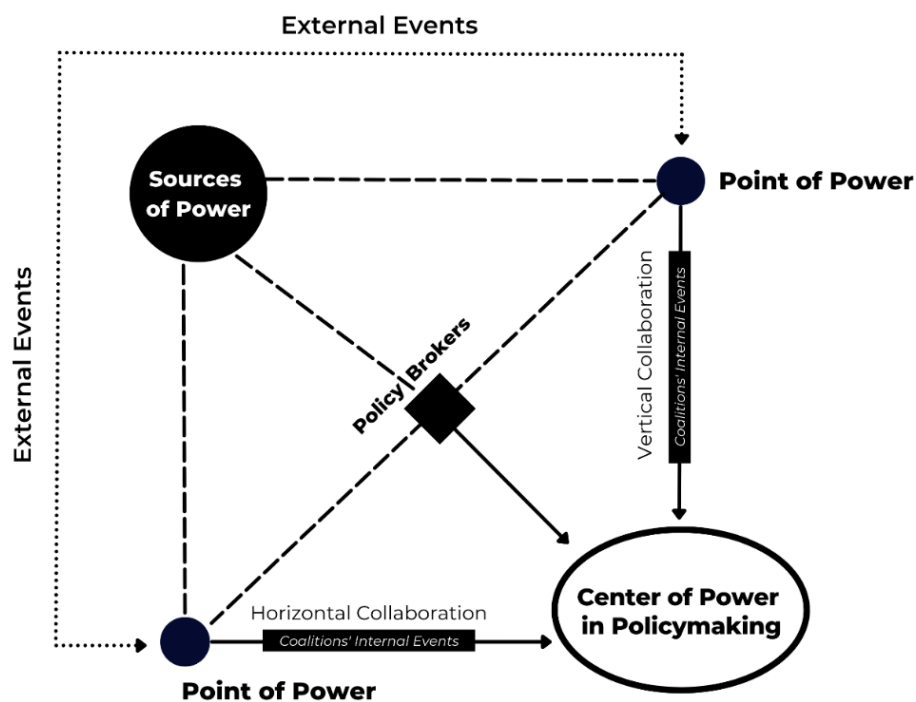 External Events
Sources
of Power
Point of Power
External Events
Vertical Collaboration
Coalitions' Internal Events
Policy Brokers
Horizontal Collaboration
Coalitions' Internal Events
Center of Power
in Policymaking
Point of Power